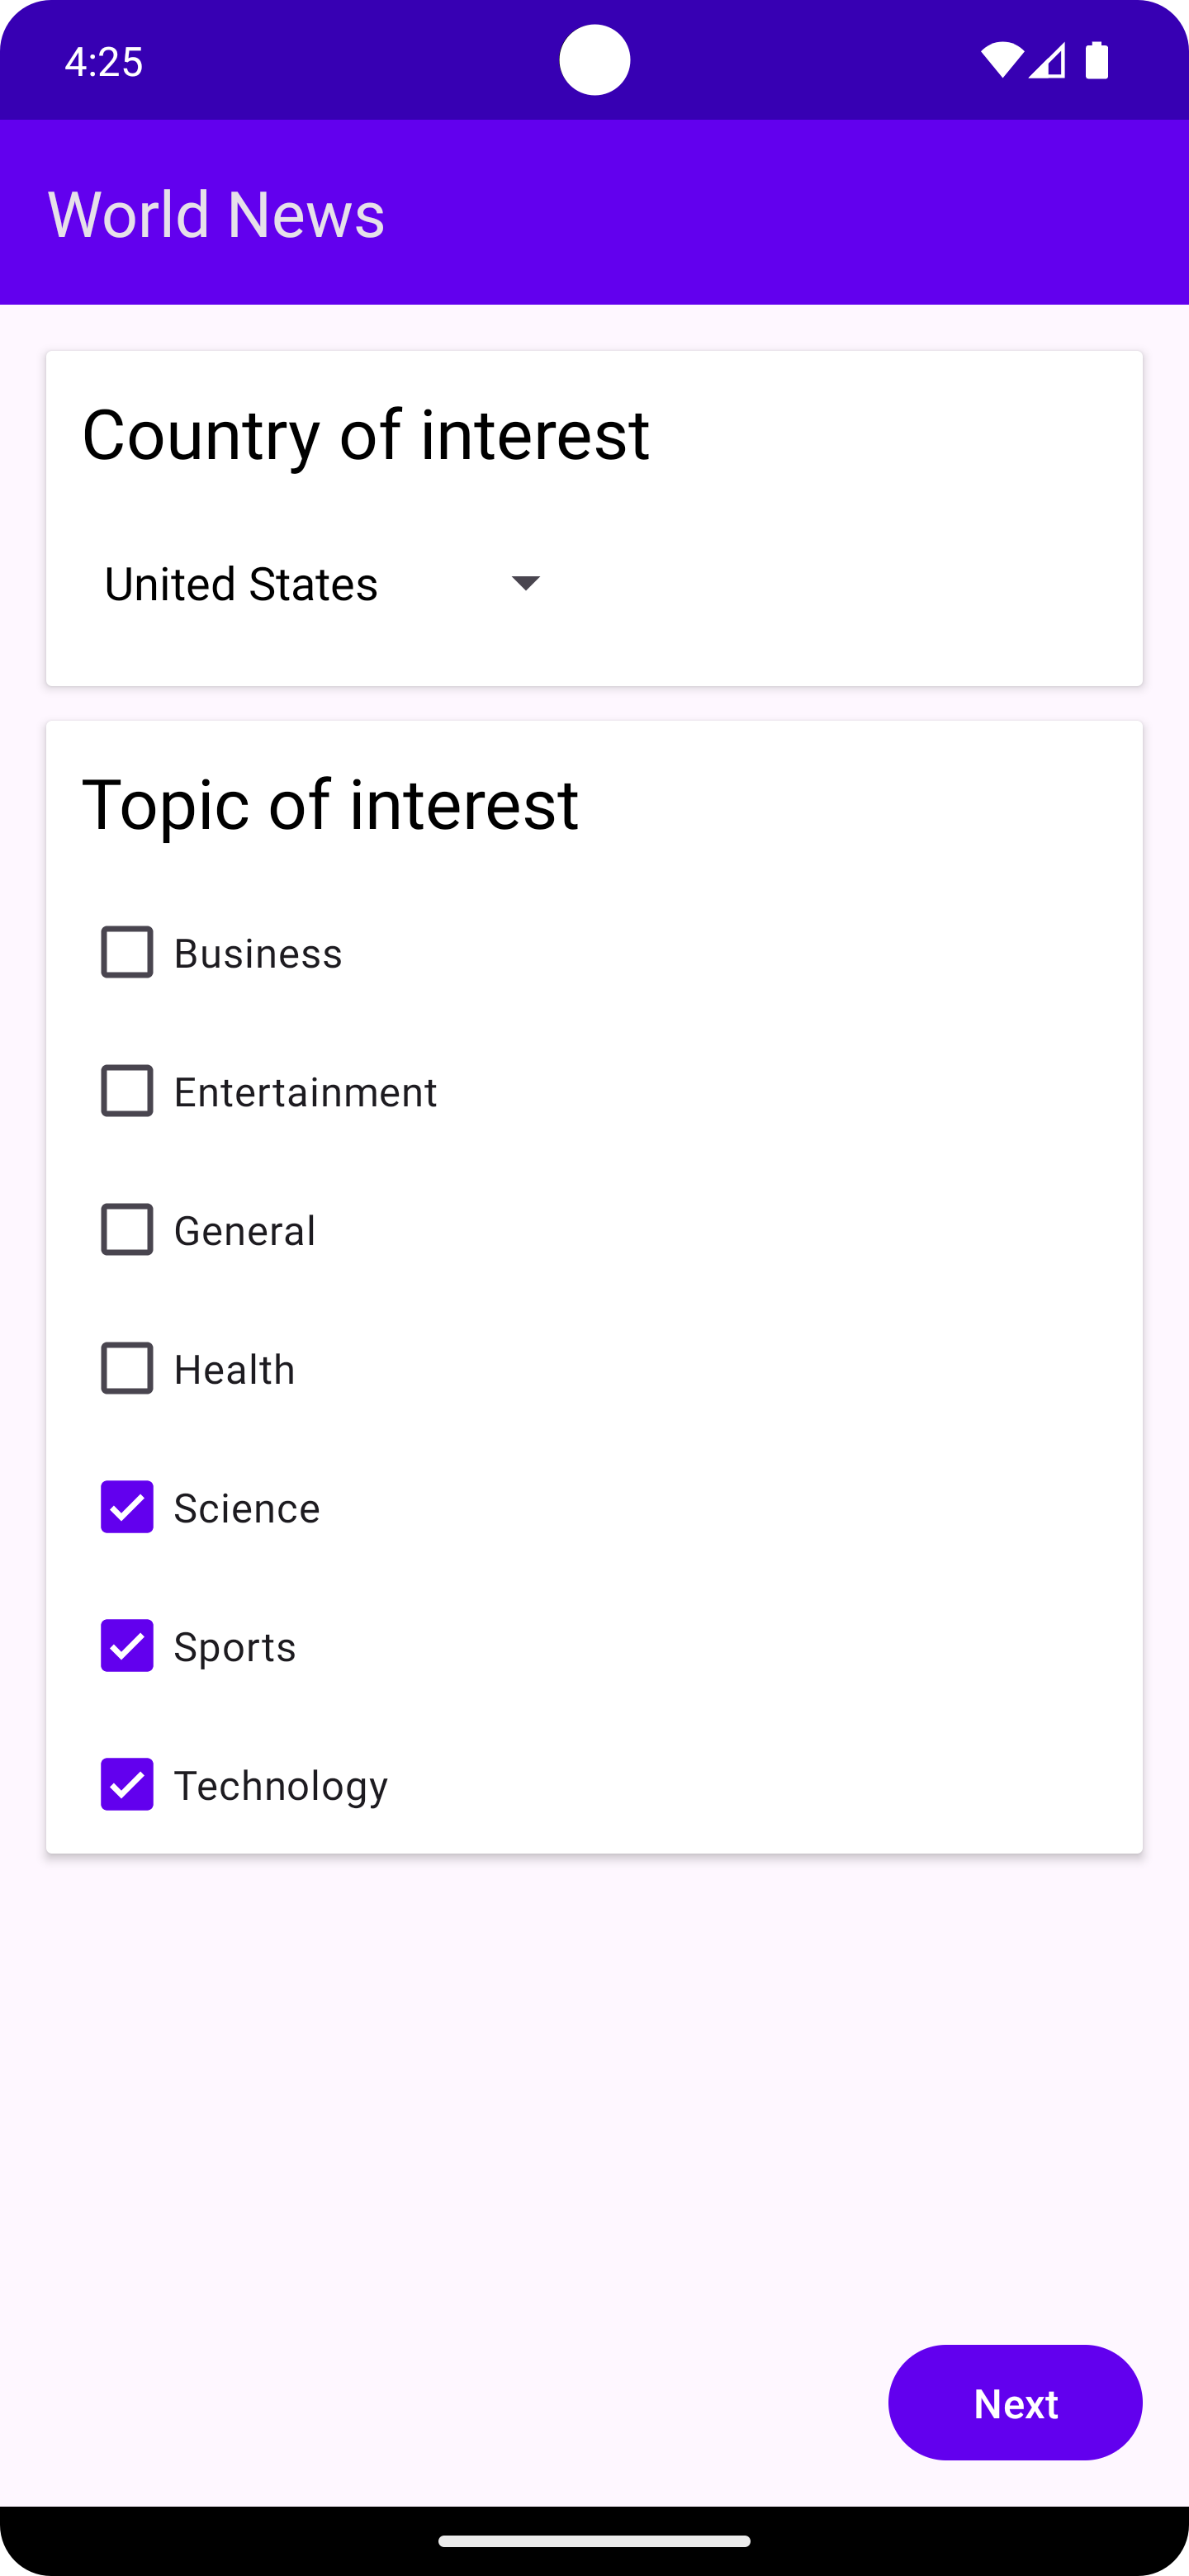 4:25
World News
Country of interest
United States
Topic of interest
Business
Entertainment
General
Health
Science
Sports
Technology
Next